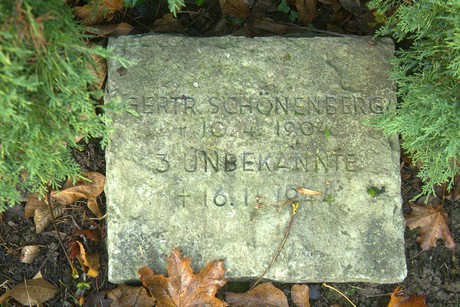 GERTR. SCHÖNENBERG
* 10.4.1904
3 UNBEKANNTE
+ 16.1.